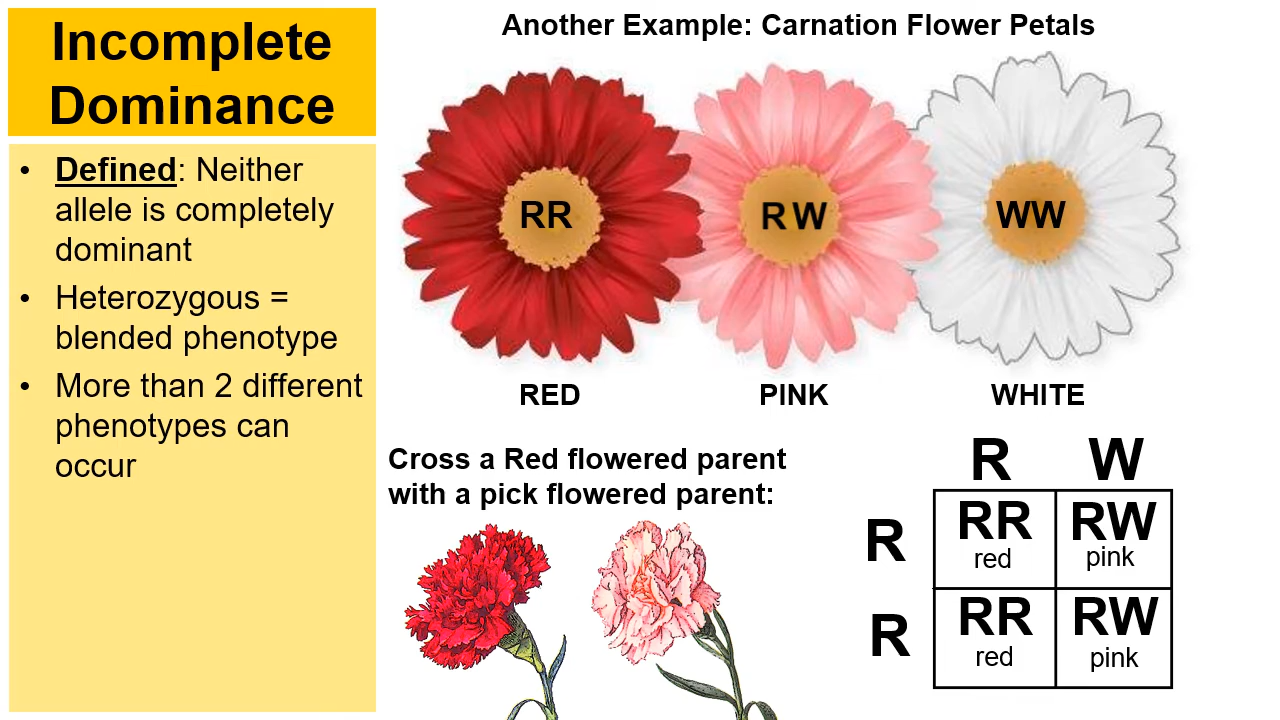 Incomplete
Dominance
• Defined: Neither
allele is completely
dominant
• Heterozygous =
blended phenotype
• More than 2 different
phenotypes can
occur
Another Example: Carnation Flower Petals
RR
R W
WW
RED
PINK
WHITE
Cross a Red flowered parent
with a pick flowered parent:
R W
R
RR RW
red pink
R
RR RW
red pink